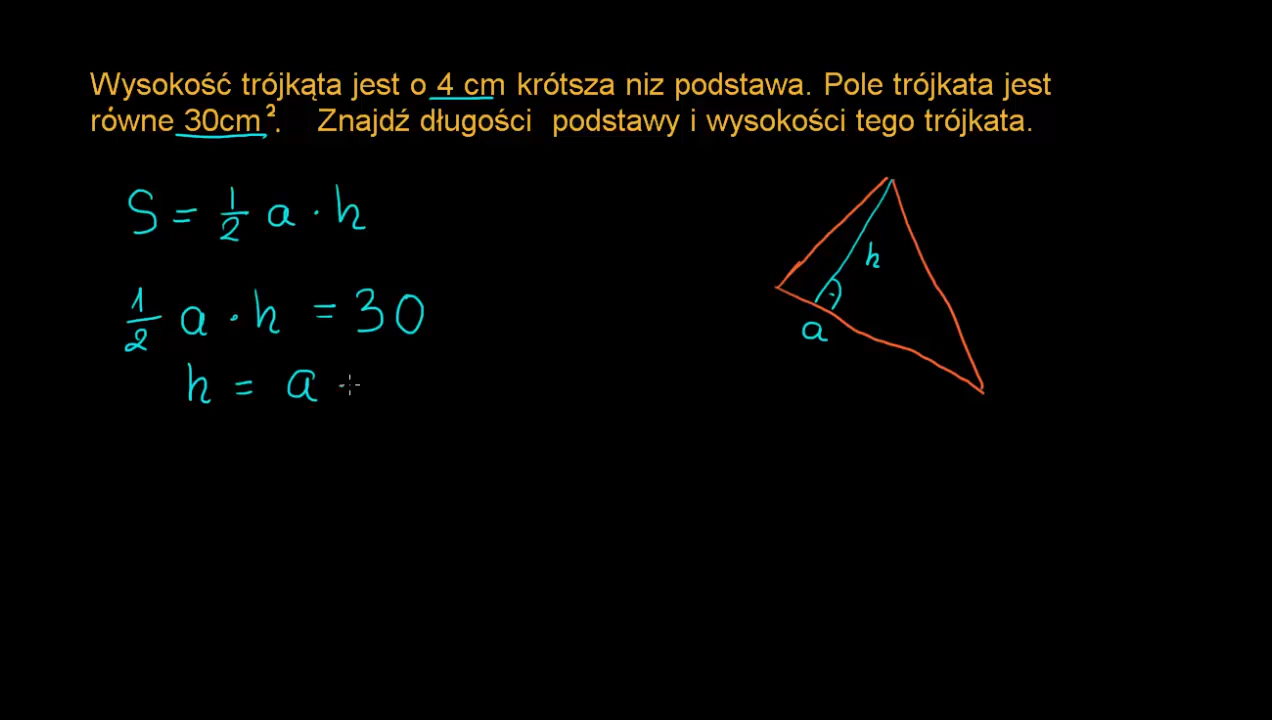 Wysokość trójkąta jest o 4 cm krótsza niz podstawa. Pole trójkata jest
równe 30cm². Znajdź długości podstawy i wysokości tego trójkata.
S = 1/2 a · h
1/2 a · h = 30
h = a
h
a